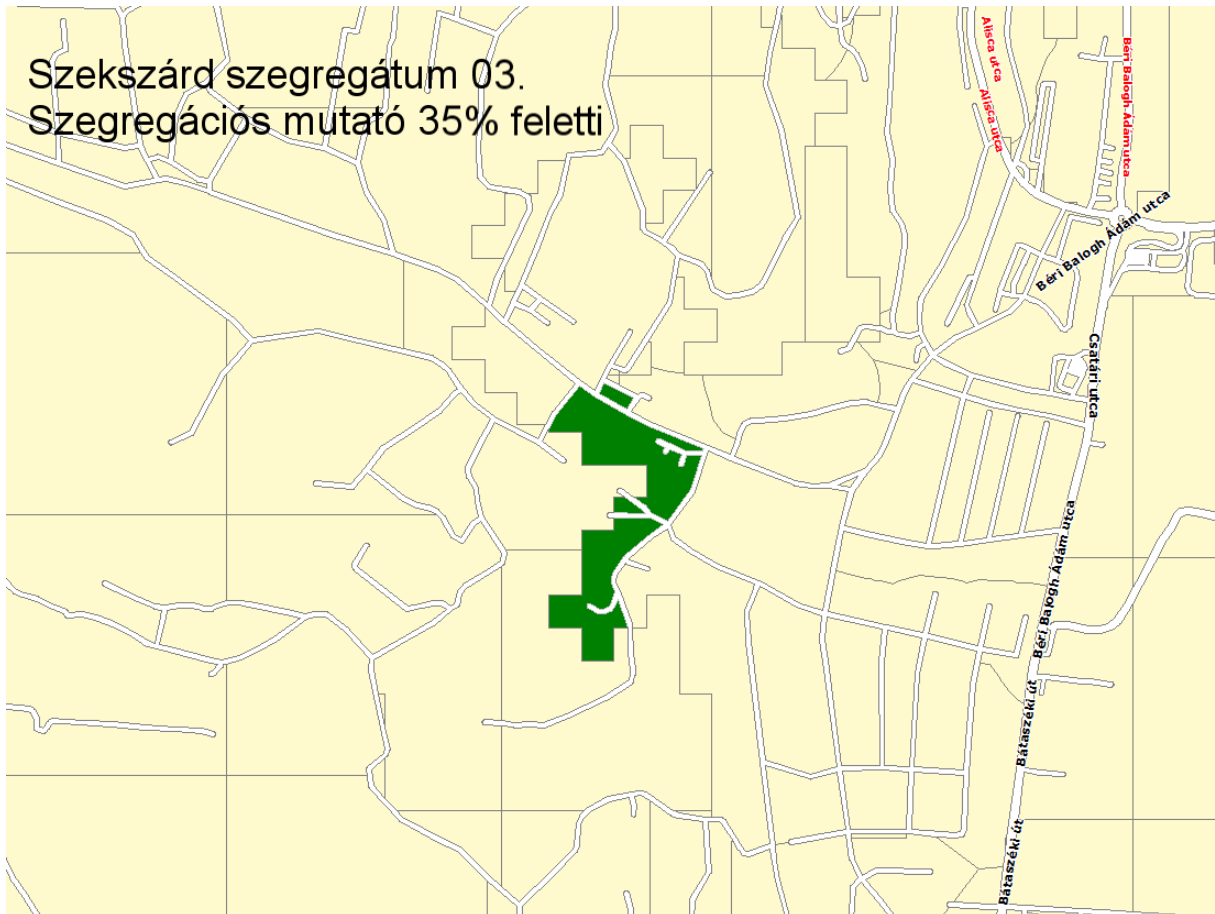 Szekszárd szegregátum 03.
Szegregációs mutató 35% feletti
Alisca utca
Alisca utca
Béri Balogh Ádám utca
Béri Balogh Ádám utca
Csatári utca
Béri Balogh Ádám utca
Bátaszéki út
Bátaszéki út